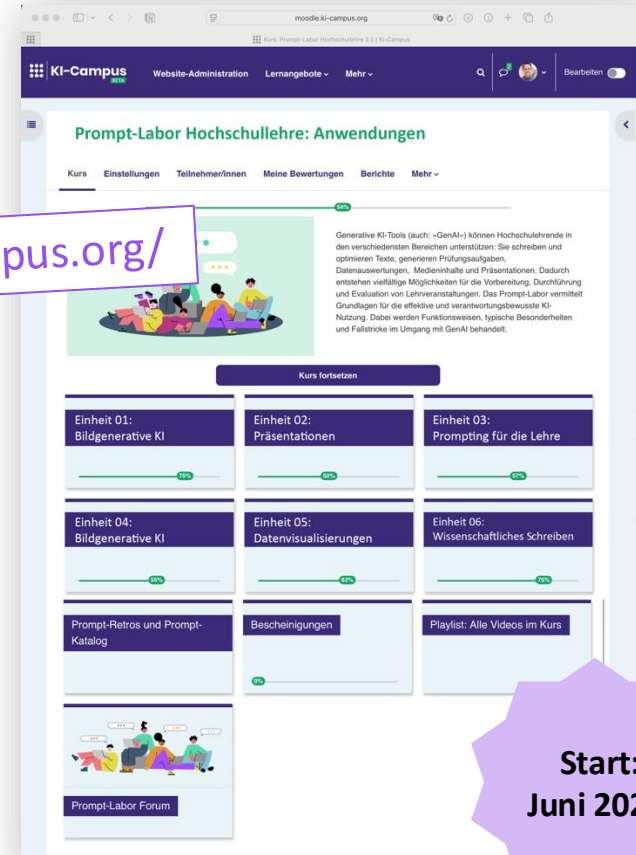 moodle.ki-campus.org
Kurs: Prompt-Labor Hochschullehre 2.0 | KI-Campus
KI-Campus
BETA
Website-Administration Lernangebote Mehr
2
Bearbeiten
Prompt-Labor Hochschullehre: Anwendungen
Kurs Einstellungen Teilnehmer/innen Meine Bewertungen Berichte Mehr
54%
pus.org/
Generative KI-Tools (auch: »GenAI«) können Hochschullehrende in
den verschiedensten Bereichen unterstützen: Sie schreiben und
optimieren Texte, generieren Prüfungsaufgaben,
Datenauswertungen, Medieninhalte und Präsentationen. Dadurch
entstehen vielfältige Möglichkeiten für die Vorbereitung, Durchführung
und Evaluation von Lehrveranstaltungen. Das Prompt-Labor vermittelt
Grundlagen für die effektive und verantwortungsbewusste KI-
Nutzung. Dabei werden Funktionsweisen, typische Besonderheiten
und Fallstricke im Umgang mit GenAI behandelt.
Kurs fortsetzen
Einheit 01:
Bildgenerative KI
75%
Einheit 02:
Präsentationen
50%
Einheit 03:
Prompting für die Lehre
57%
Einheit 04:
Bildgenerative KI
55%
Einheit 05:
Datenvisualisierungen
63%
Einheit 06:
Wissenschaftliches Schreiben
75%
Prompt-Retros und Prompt-
Katalog
Bescheinigungen
0%
Playlist: Alle Videos im Kurs
Prompt-Labor Forum
Start:
Juni 202